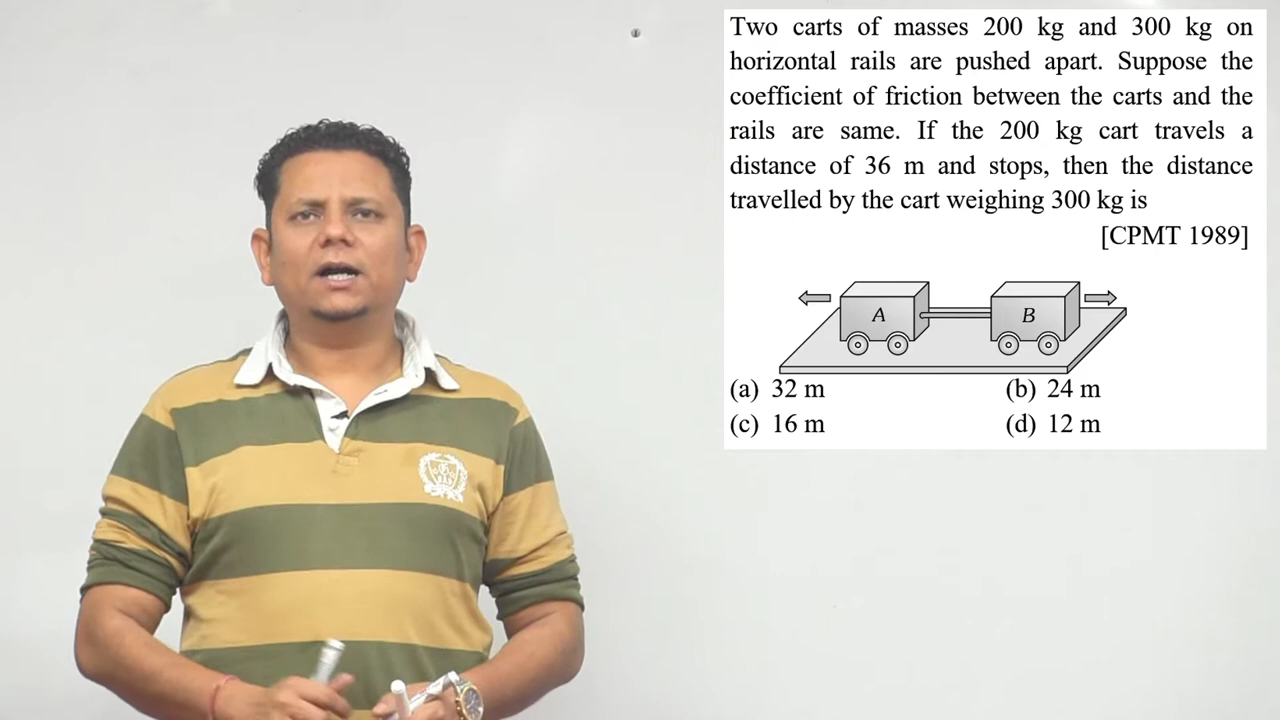 Two carts of masses 200 kg and 300 kg on
horizontal rails are pushed apart. Suppose the
coefficient of friction between the carts and the
rails are same. If the 200 kg cart travels a
distance of 36 m and stops, then the distance
travelled by the cart weighing 300 kg is
[CPMT 1989]
A B
(a) 32 m (b) 24 m
(c) 16 m (d) 12 m